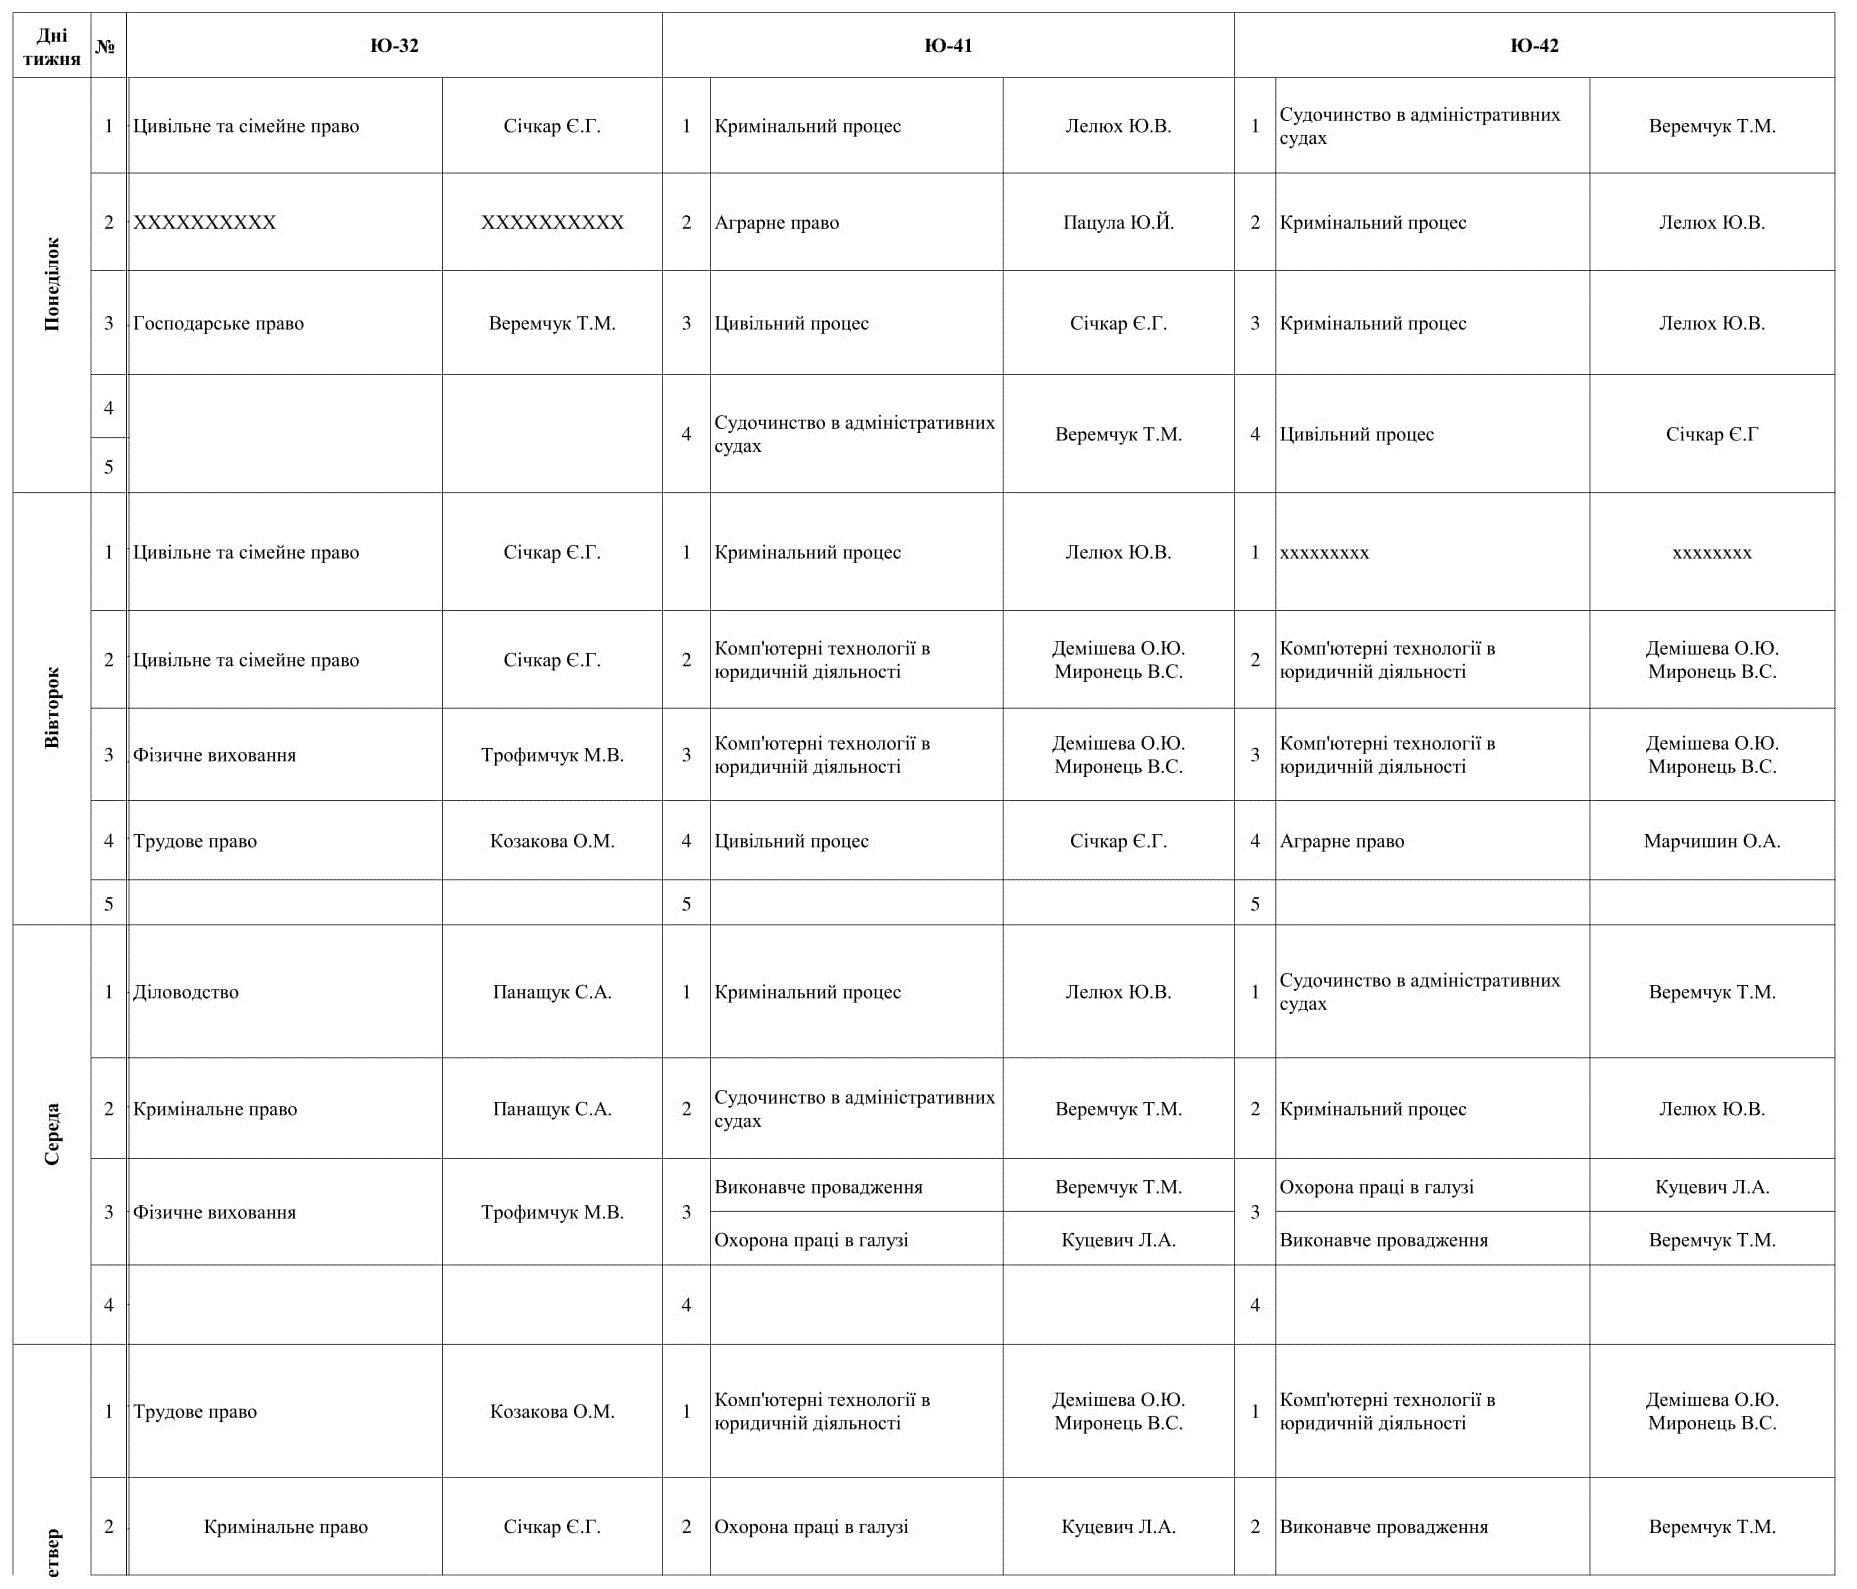 Дні
тижня
№
Ю-32
Ю-41
Ю-42
Понеділок
1 Цивільне та сімейне право Січкар Є.Г. 1 Кримінальний процес Лелюх Ю.В. 1 Судочинство в адміністративних
судах Веремчук Т.М.
2 XXXXXXXXXX XXXXXXXXXX 2 Аграрне право Пацула Ю.Й. 2 Кримінальний процес Лелюх Ю.В.
3 Господарське право Веремчук Т.М. 3 Цивільний процес Січкар Є.Г. 3 Кримінальний процес Лелюх Ю.В.
4
5
4 Судочинство в адміністративних
судах Веремчук Т.М. 4 Цивільний процес Січкар Є.Г
Вівторок
1 Цивільне та сімейне право Січкар Є.Г. 1 Кримінальний процес Лелюх Ю.В. 1 xxxxxxxxx xxxxxxxx
2 Цивільне та сімейне право Січкар Є.Г. 2 Комп'ютерні технології в
юридичній діяльності Демішева О.Ю.
Миронець В.С. 2 Комп'ютерні технології в
юридичній діяльності Демішева О.Ю.
Миронець В.С.
3 Фізичне виховання Трофимчук М.В. 3 Комп'ютерні технології в
юридичній діяльності Демішева О.Ю.
Миронець В.С. 3 Комп'ютерні технології в
юридичній діяльності Демішева О.Ю.
Миронець В.С.
4 Трудове право Козакова О.М. 4 Цивільний процес Січкар Є.Г. 4 Аграрне право Марчишин О.А.
5 5 5
Середа
1 Діловодство Панащук С.А. 1 Кримінальний процес Лелюх Ю.В. 1 Судочинство в адміністративних
судах Веремчук Т.М.
2 Кримінальне право Панащук С.А. 2 Судочинство в адміністративних
судах Веремчук Т.М. 2 Кримінальний процес Лелюх Ю.В.
3 Фізичне виховання Трофимчук М.В. 3 Виконавче провадження Веремчук Т.М. 3 Охорона праці в галузі Куцевич Л.А.
Охорона праці в галузі Куцевич Л.А. Виконавче провадження Веремчук Т.М.
4 4 4
етвер
1 Трудове право Козакова О.М. 1 Комп'ютерні технології в
юридичній діяльності Демішева О.Ю.
Миронець В.С. 1 Комп'ютерні технології в
юридичній діяльності Демішева О.Ю.
Миронець В.С.
2 Кримінальне право Січкар Є.Г. 2 Охорона праці в галузі Куцевич Л.А. 2 Виконавче провадження Веремчук Т.М.